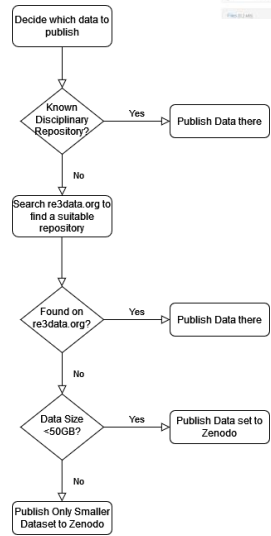 Decide which data to
publish
Known
Disciplinary
Repository?
Yes
Publish Data there
No
Search re3data.org to
find a suitable
repository
Found on
re3data.org?
Yes
Publish Data there
No
Data Size
<50GB?
Yes
Publish Data set to
Zenodo
No
Publish Only Smaller
Dataset to Zenodo